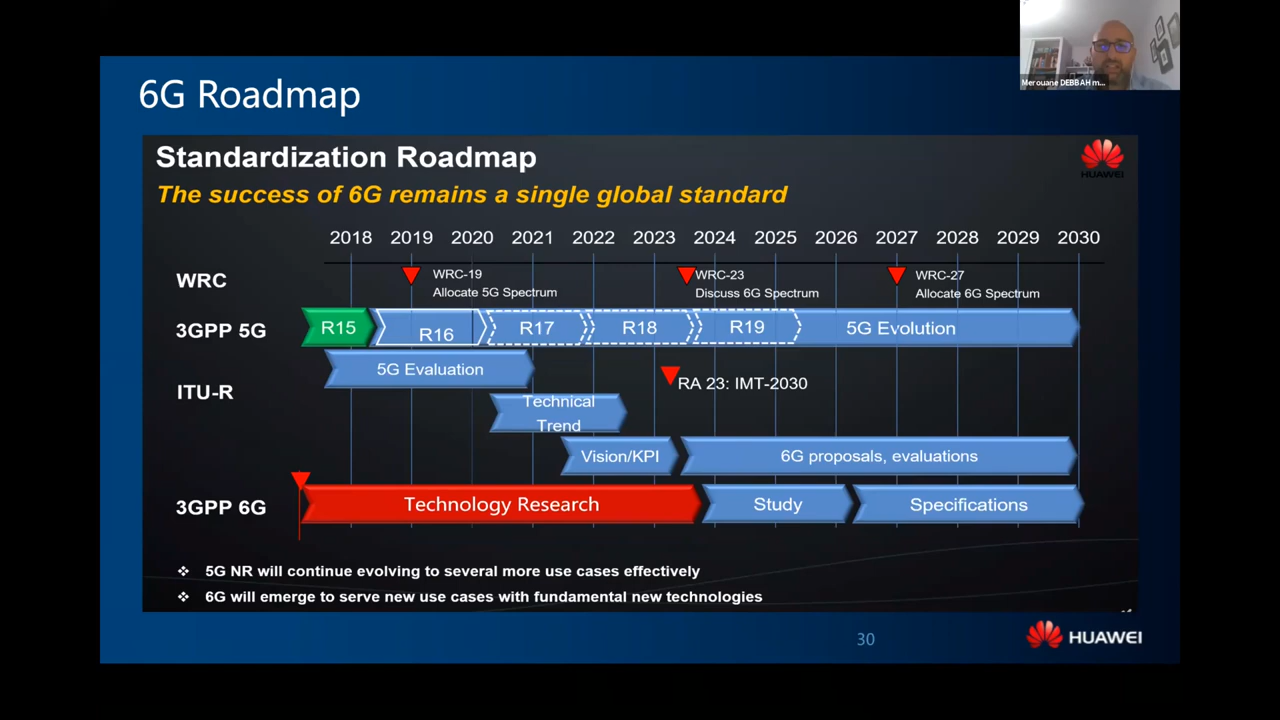 Merouane DEBBAH m...
6G Roadmap
Standardization Roadmap
HUAWEI
The success of 6G remains a single global standard
2018 2019 2020 2021 2022 2023 2024 2025 2026 2027 2028 2029 2030
WRC
WRC-19
Allocate 5G Spectrum
WRC-23
Discuss 6G Spectrum
WRC-27
Allocate 6G Spectrum
3GPP 5G
R15
R16
R17
R18
R19
5G Evolution
ITU-R
5G Evaluation
RA 23: IMT-2030
Technical
Trend
Vision/KPI
6G proposals, evaluations
3GPP 6G
Technology Research
Study
Specifications
❖ 5G NR will continue evolving to several more use cases effectively
❖ 6G will emerge to serve new use cases with fundamental new technologies
30
HUAWEI